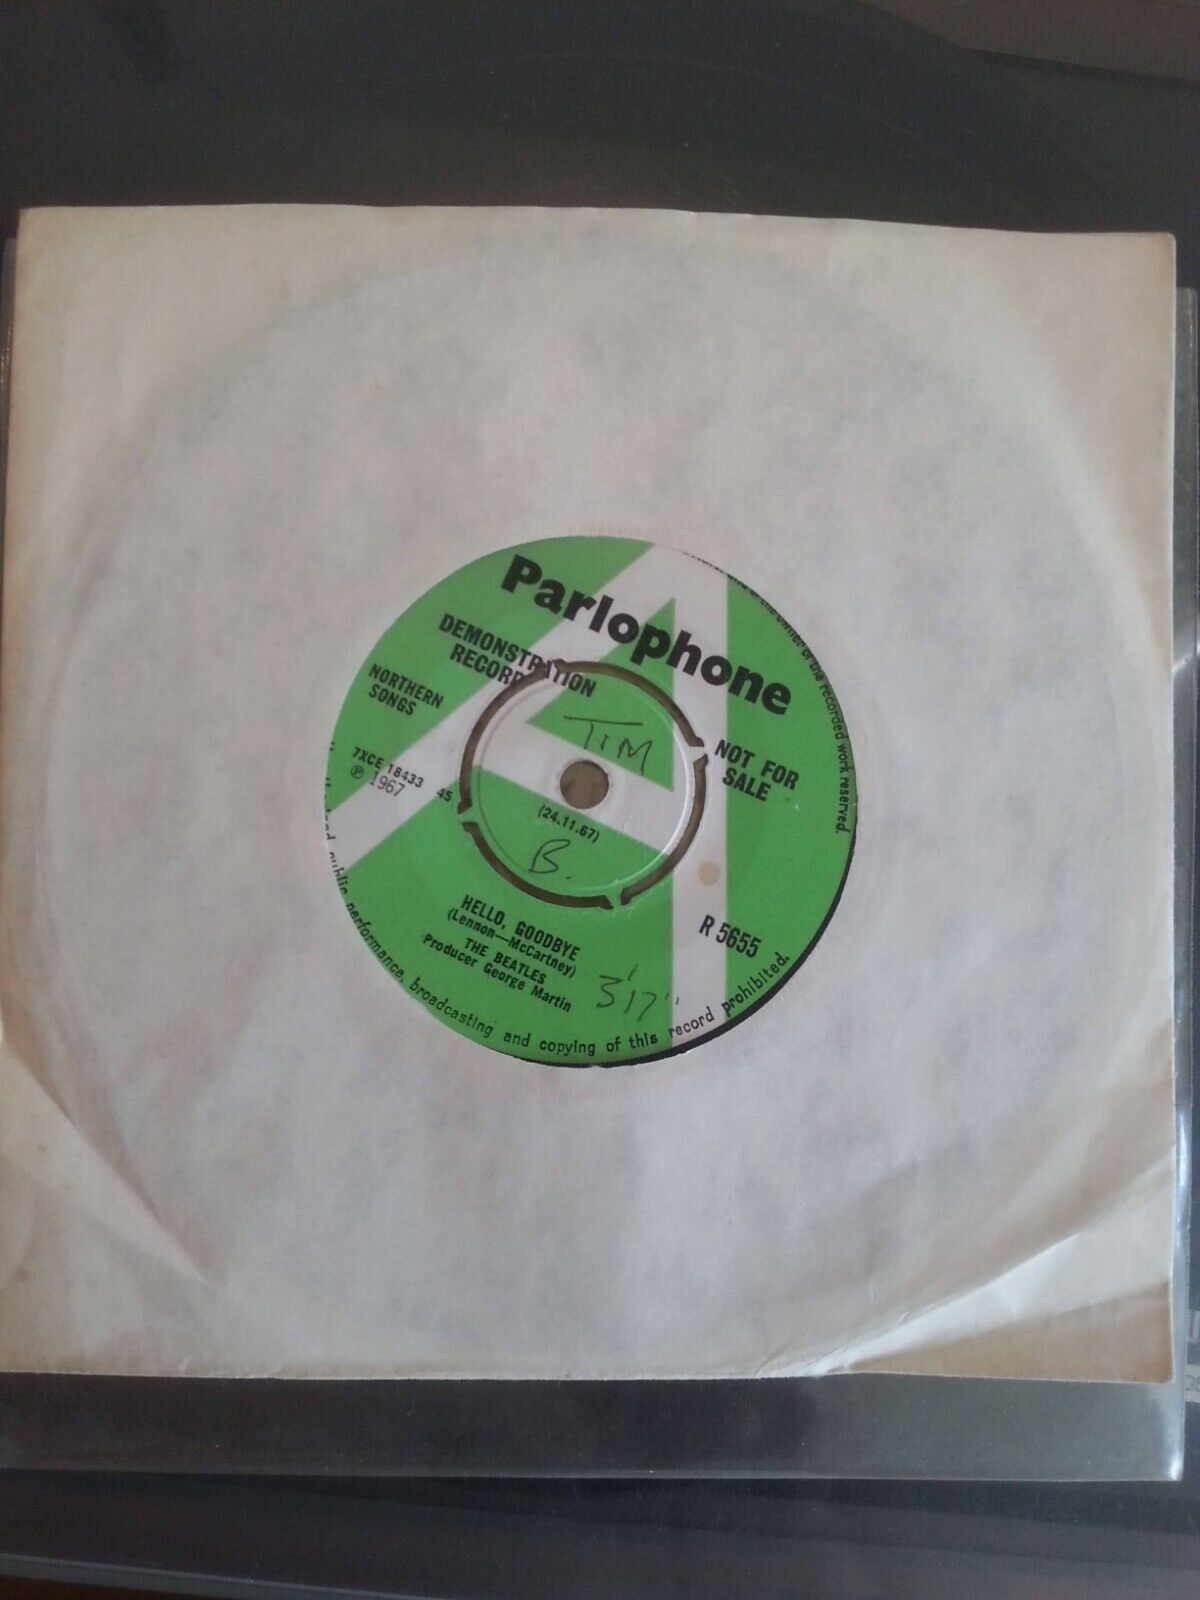 Parlophone
DEMONSTRATION
RECORD
NORTHERN
SONGS
NOT FOR
SALE
7XCE 18433
℗ 1967
45
TIM
(24.11.67)
B.
R 5655
HELLO, GOODBYE
(Lennon—McCartney)
THE BEATLES
Producer George Martin
3'17"
the owner of the recorded work reserved.
public performance, broadcasting and copying of this record prohibited.